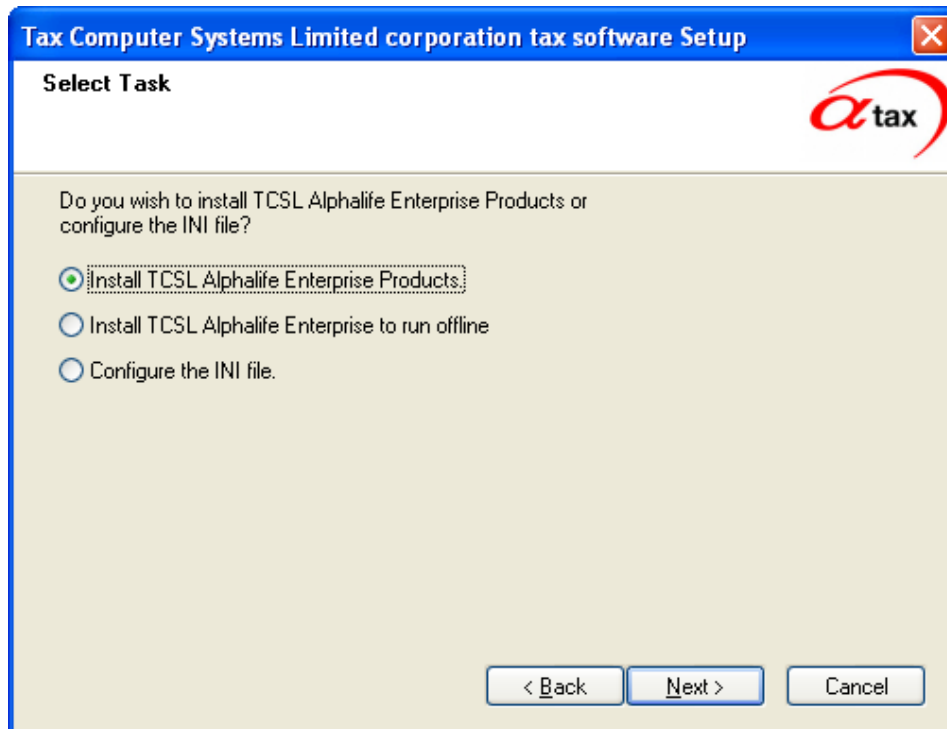 Tax Computer Systems Limited corporation tax software Setup
Select Task
α tax
Do you wish to install TCSL Alphalife Enterprise Products or
configure the INI file?
Install TCSL Alphalife Enterprise Products.
Install TCSL Alphalife Enterprise to run offline
Configure the INI file.
< Back
Next >
Cancel